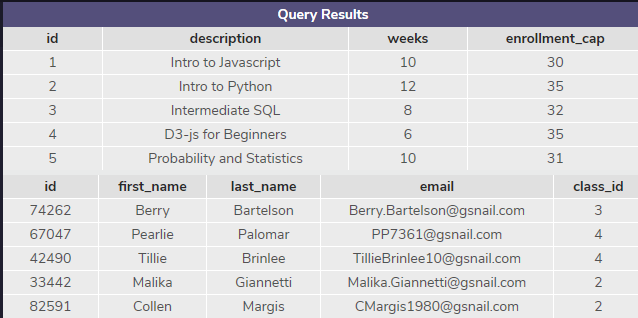 Query Results
id description weeks enrollment_cap
1 Intro to Javascript 10 30
2 Intro to Python 12 35
3 Intermediate SQL 8 32
4 D3-js for Beginners 6 35
5 Probability and Statistics 10 31
id first_name last_name email class_id
74262 Berry Bartelson Berry.Bartelson@gsnail.com 3
67047 Pearlie Palomar PP7361@gsnail.com 4
42490 Tillie Brinlee TillieBrinlee10@gsnail.com 4
33442 Malika Giannetti Malika.Giannetti@gsnail.com 2
82591 Collen Margis CMargis1980@gsnail.com 2